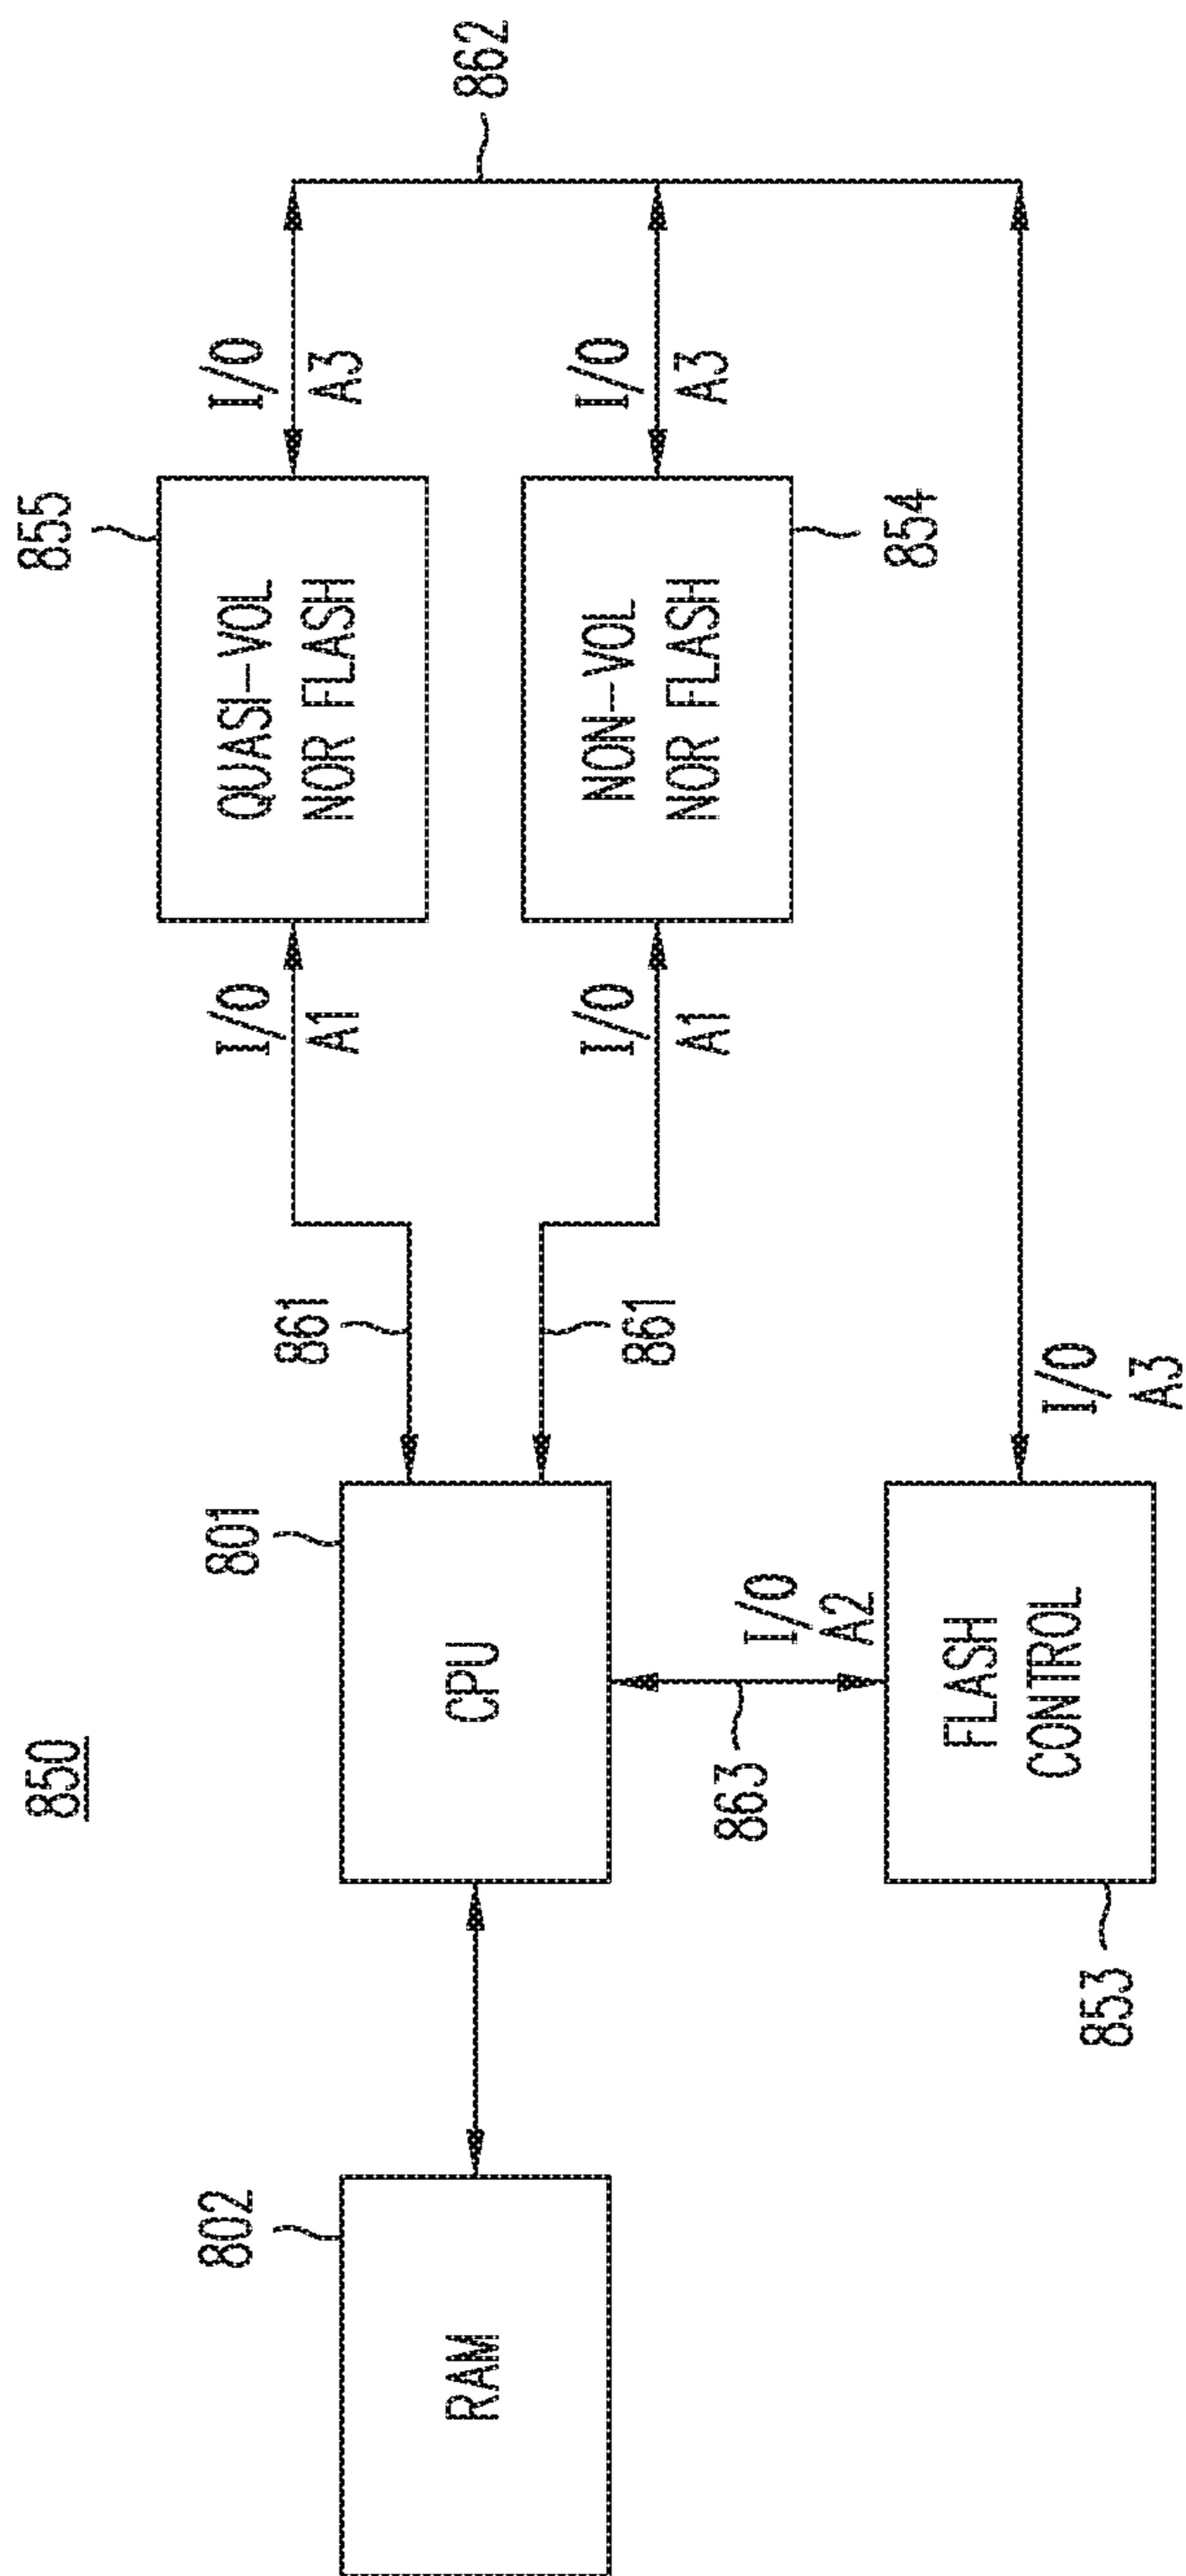 850
802
RAM
801
CPU
861
861
863
I/O
A2
853
FLASH
CONTROL
I/O
A3
I/O
A1
I/O
A1
855
QUASI-VOL
NOR FLASH
854
NON-VOL
NOR FLASH
I/O
A3
I/O
A3
862